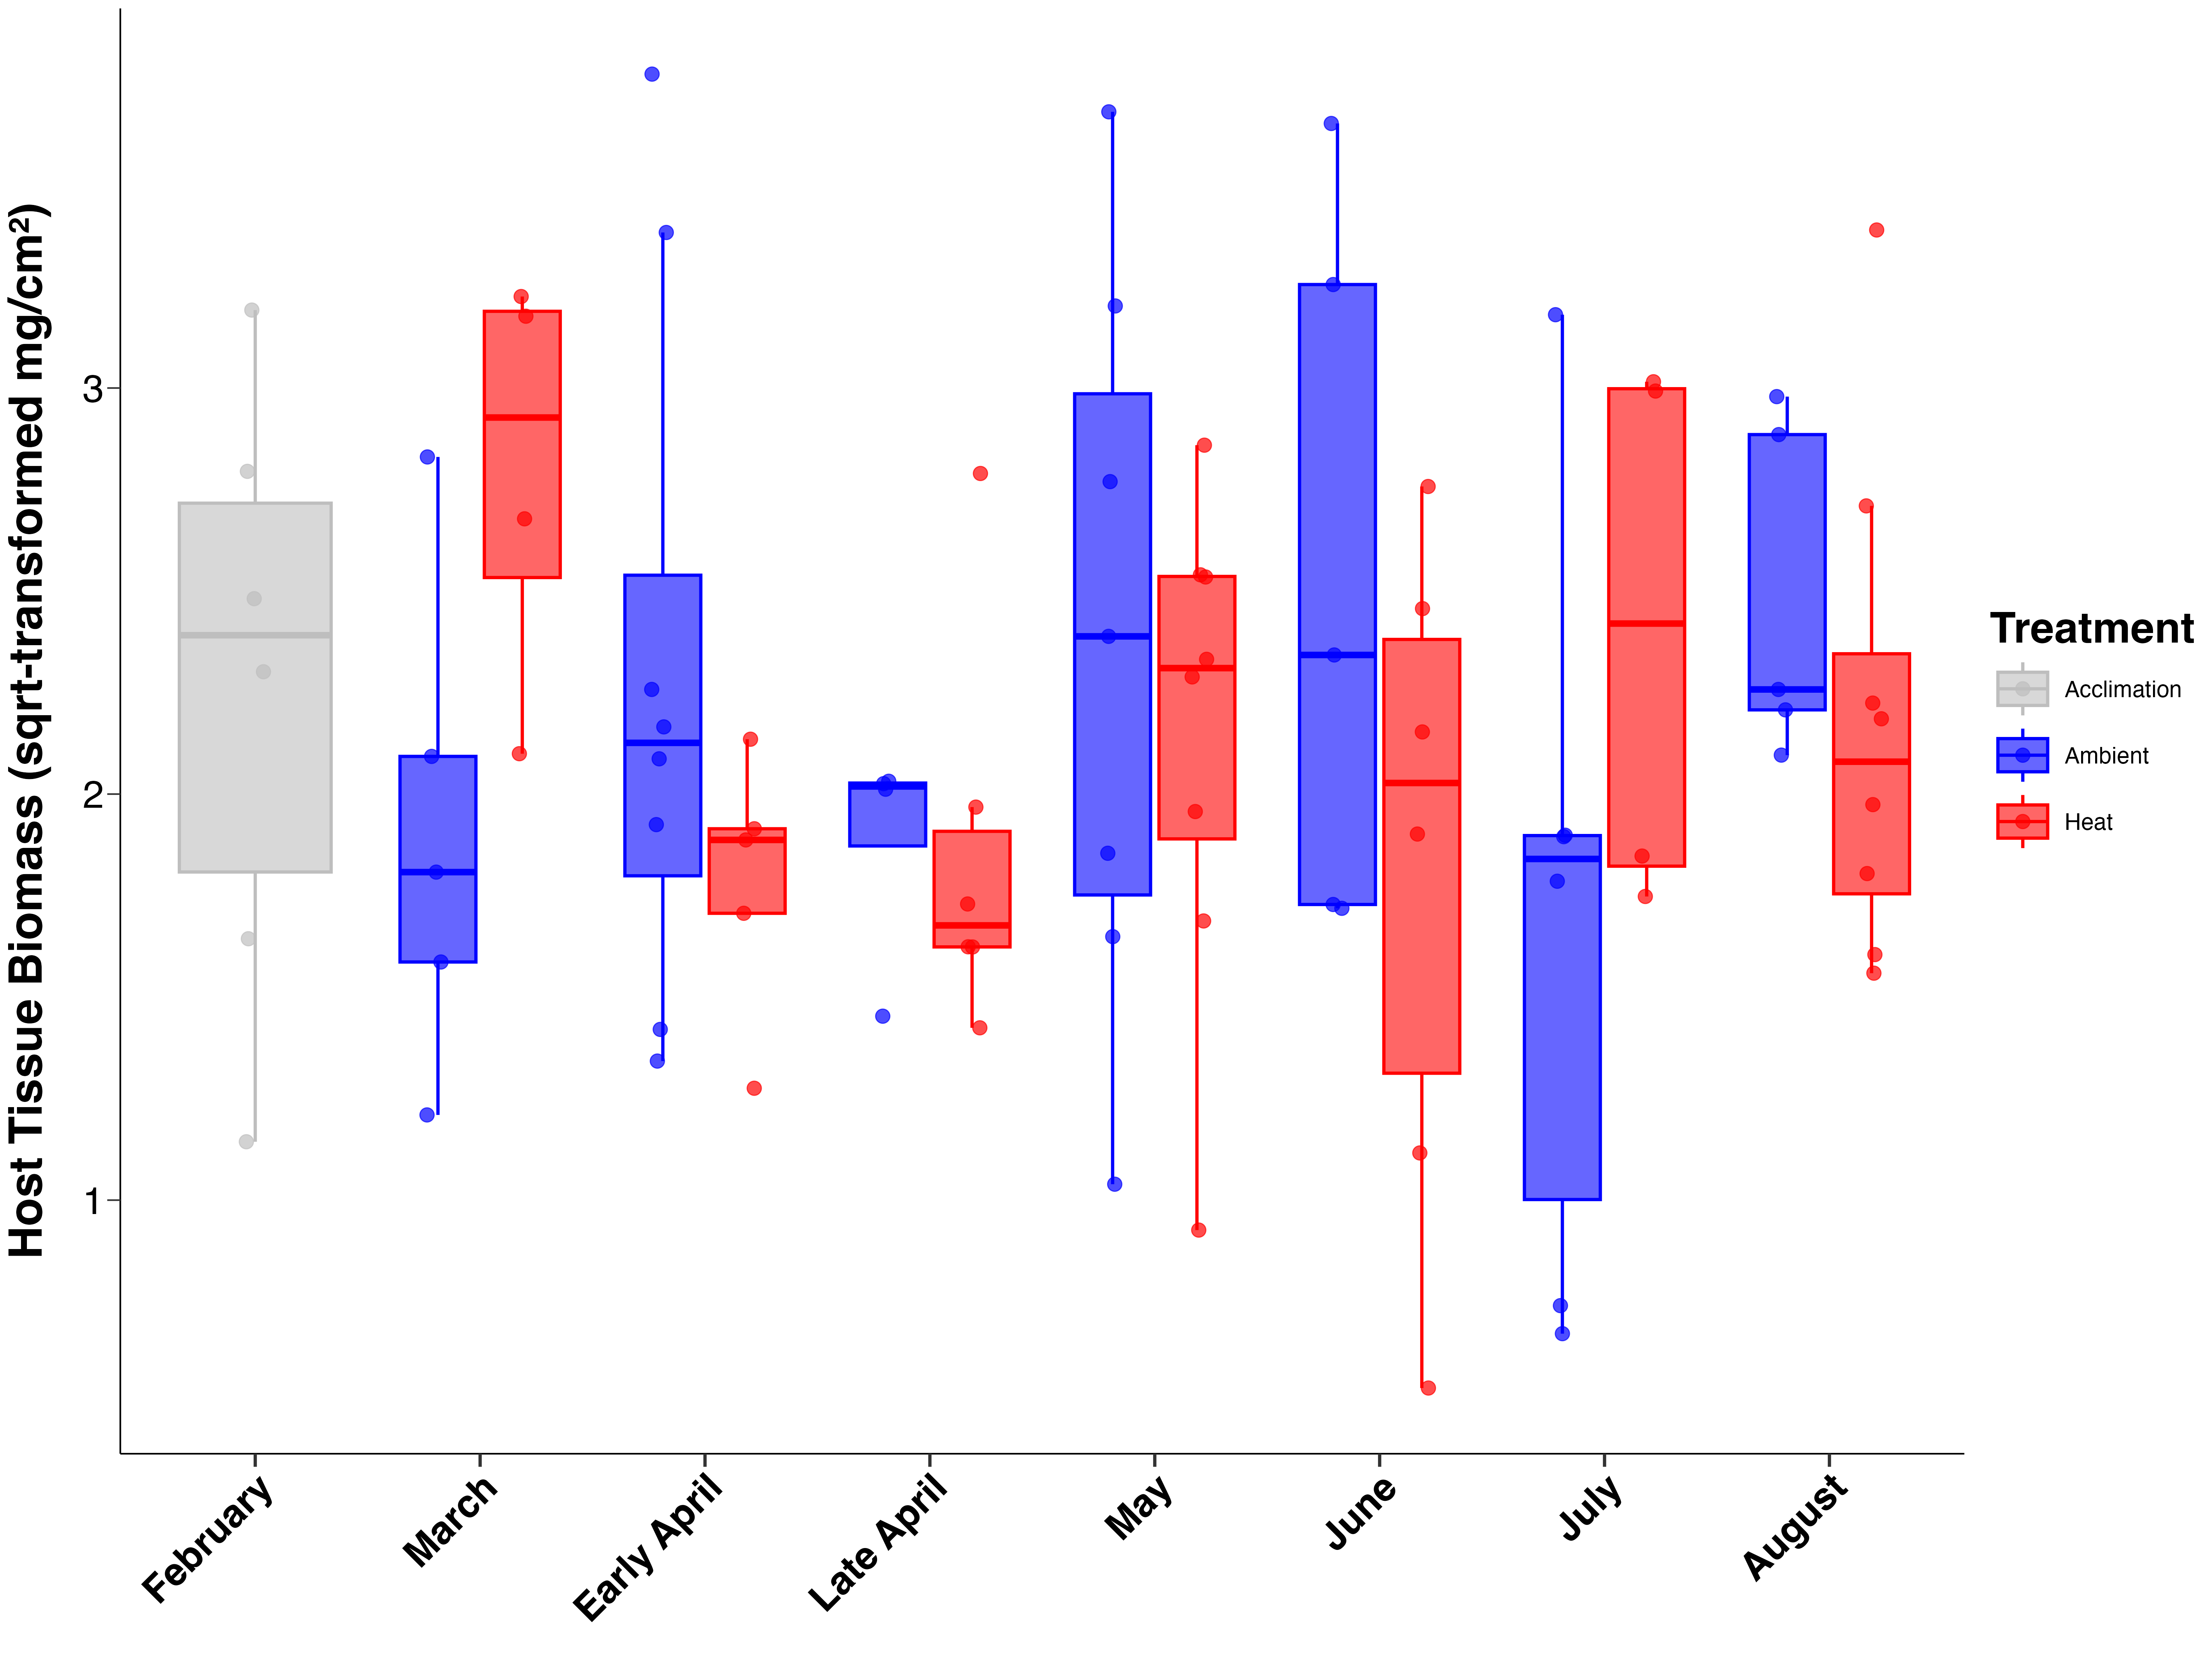 Host Tissue Biomass (sqrt-transformed mg/cm²)
3
2
1
February
March
Early April
Late April
May
June
July
August
Treatment
Acclimation
Ambient
Heat